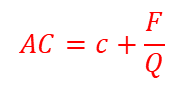 AC = c + F/Q